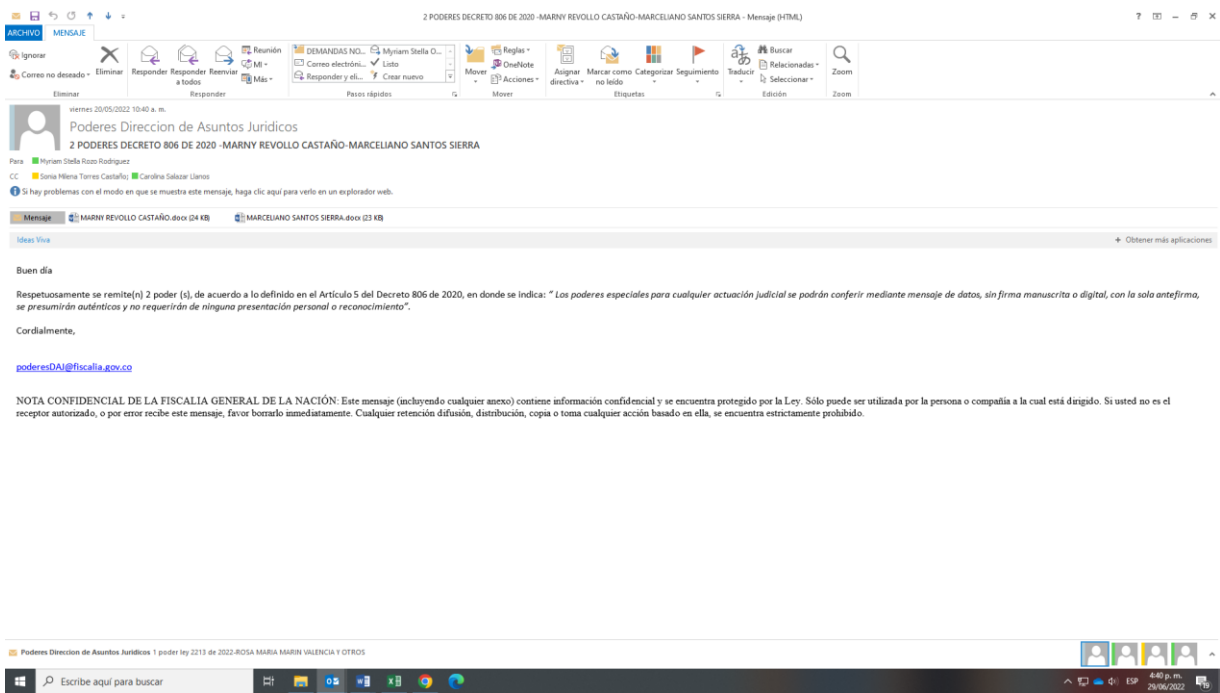 2 PODERES DECRETO 806 DE 2020 -MARNY REVOLLO CASTAÑO-MARCELIANO SANTOS SIERRA - Mensaje (HTML)
ARCHIVO MENSAJE
Ignorar
Correo no deseado
Eliminar
Responder
Responder a todos
Reenviar
Reunión
MI
Más
DEMANDAS NO...
Myriam Stella O...
Correo electróni...
Listo
Responder y eli...
Crear nuevo
Mover
Reglas
OneNote
Acciones
Asignar directiva
Marcar como no leído
Categorizar
Seguimiento
Traducir
Buscar
Relacionadas
Seleccionar
Zoom
Eliminar Responder Pasos rápidos Mover Etiquetas Edición Zoom
viernes 20/05/2022 10:40 a. m.
Poderes Direccion de Asuntos Juridicos
2 PODERES DECRETO 806 DE 2020 -MARNY REVOLLO CASTAÑO-MARCELIANO SANTOS SIERRA
Para Myriam Stella Rozo Rodriguez
CC Sonia Milena Torres Castaño; Carolina Salazar Llanos
Si hay problemas con el modo en que se muestra este mensaje, haga clic aquí para verlo en un explorador web.
Mensaje MARNY REVOLLO CASTAÑO.docx (24 KB) MARCELIANO SANTOS SIERRA.docx (23 KB)
Ideas Viva + Obtener más aplicaciones
Buen día
Respetuosamente se remite(n) 2 poder (s), de acuerdo a lo definido en el Artículo 5 del Decreto 806 de 2020, en donde se indica: “ Los poderes especiales para cualquier actuación judicial se podrán conferir mediante mensaje de datos, sin firma manuscrita o digital, con la sola antefirma,
se presumirán auténticos y no requerirán de ninguna presentación personal o reconocimiento”.
Cordialmente,
poderesDAJ@fiscalia.gov.co
NOTA CONFIDENCIAL DE LA FISCALIA GENERAL DE LA NACIÓN: Este mensaje (incluyendo cualquier anexo) contiene información confidencial y se encuentra protegido por la Ley. Sólo puede ser utilizada por la persona o compañía a la cual está dirigido. Si usted no es el
receptor autorizado, o por error recibe este mensaje, favor borrarlo inmediatamente. Cualquier retención difusión, distribución, copia o toma cualquier acción basado en ella, se encuentra estrictamente prohibido.
Poderes Direccion de Asuntos Juridicos 1 poder ley 2213 de 2022-ROSA MARIA MARIN VALENCIA Y OTROS
Escribe aquí para buscar
ESP
4:40 p. m.
29/06/2022
19